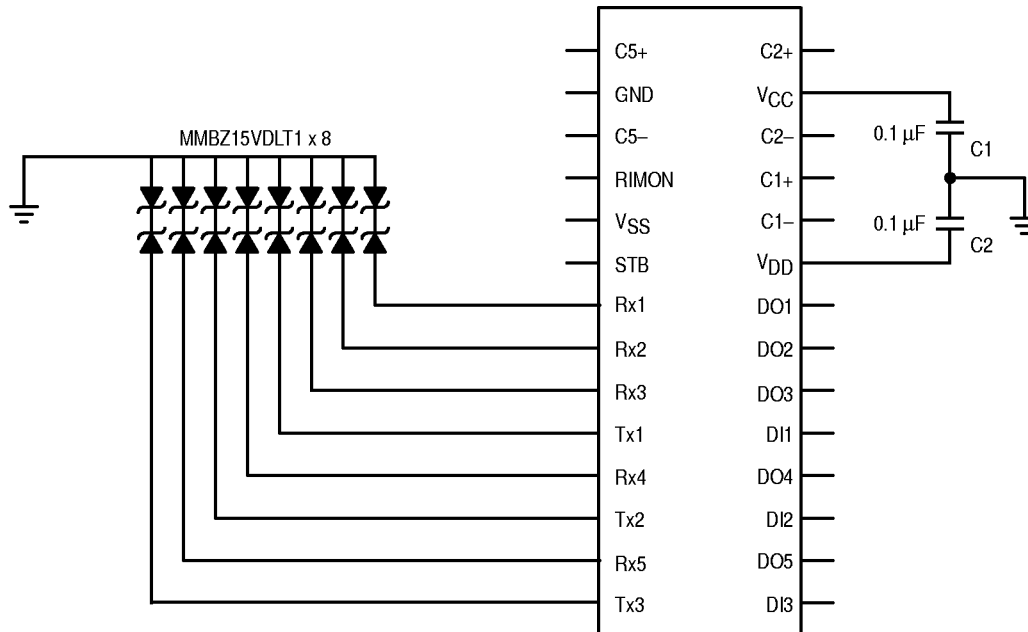 C5+ C2+
GND VCC
MMBZ15VDLT1 x 8 C5– C2– 0.1 µF C1
RIMON C1+
VSS C1– 0.1 µF C2
STB VDD
Rx1 DO1
Rx2 DO2
Rx3 DO3
Tx1 DI1
Rx4 DO4
Tx2 DI2
Rx5 DO5
Tx3 DI3